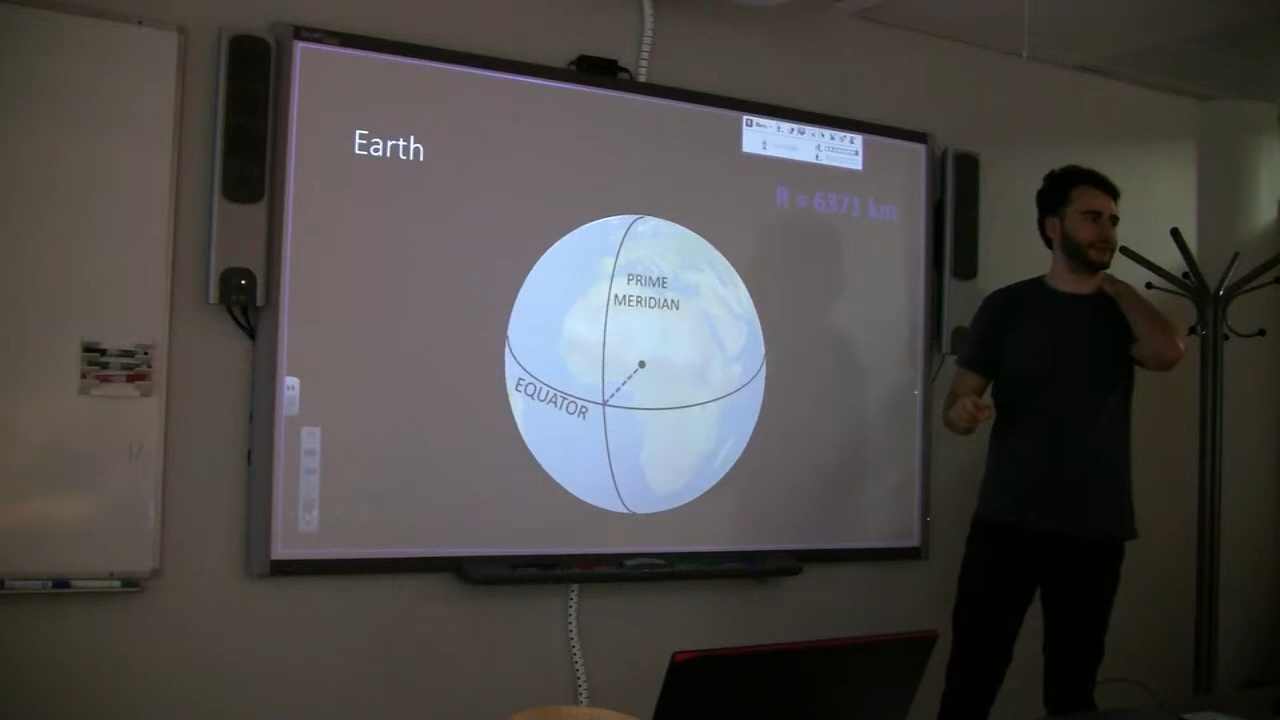 Earth
R = 6371 km
PRIME
MERIDIAN
EQUATOR